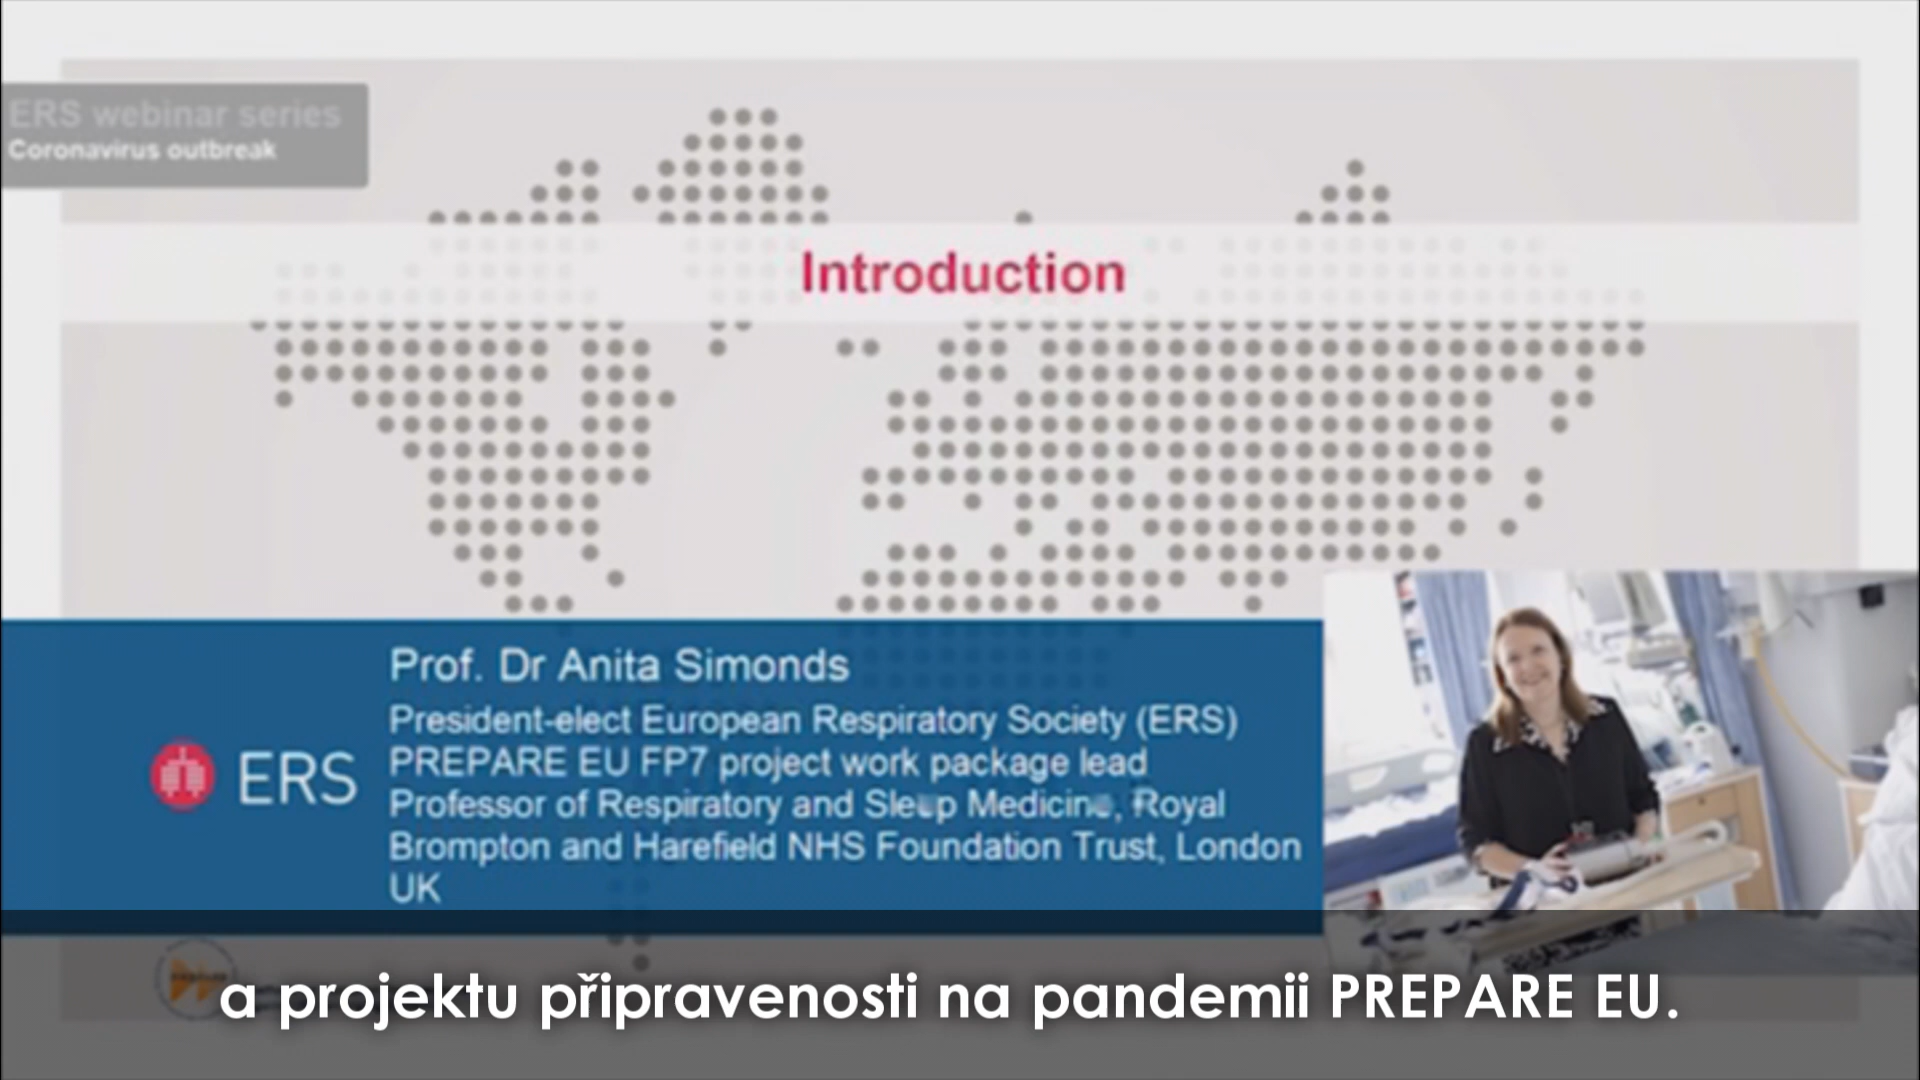 ERS webinar series
Coronavirus outbreak
Introduction
Prof. Dr Anita Simonds
President-elect European Respiratory Society (ERS)
PREPARE EU FP7 project work package lead
Professor of Respiratory and Sleep Medicine, Royal
Brompton and Harefield NHS Foundation Trust, London
UK
ERS
a projektu připravenosti na pandemii PREPARE EU.